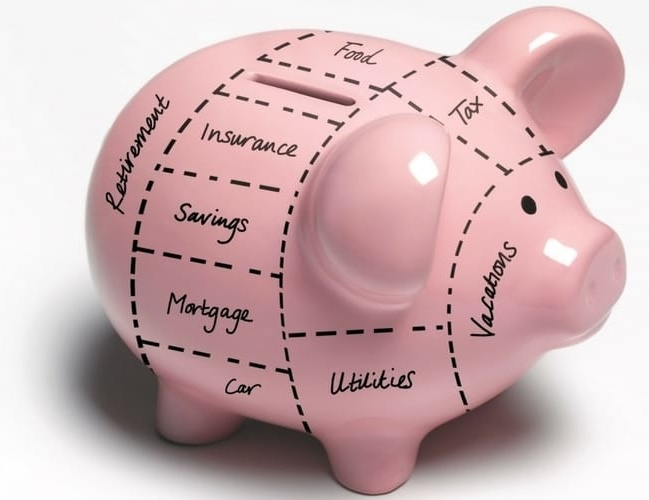 Food
Tax
Retirement
Insurance
Savings
Vacations
Mortgage
Car
Utilities